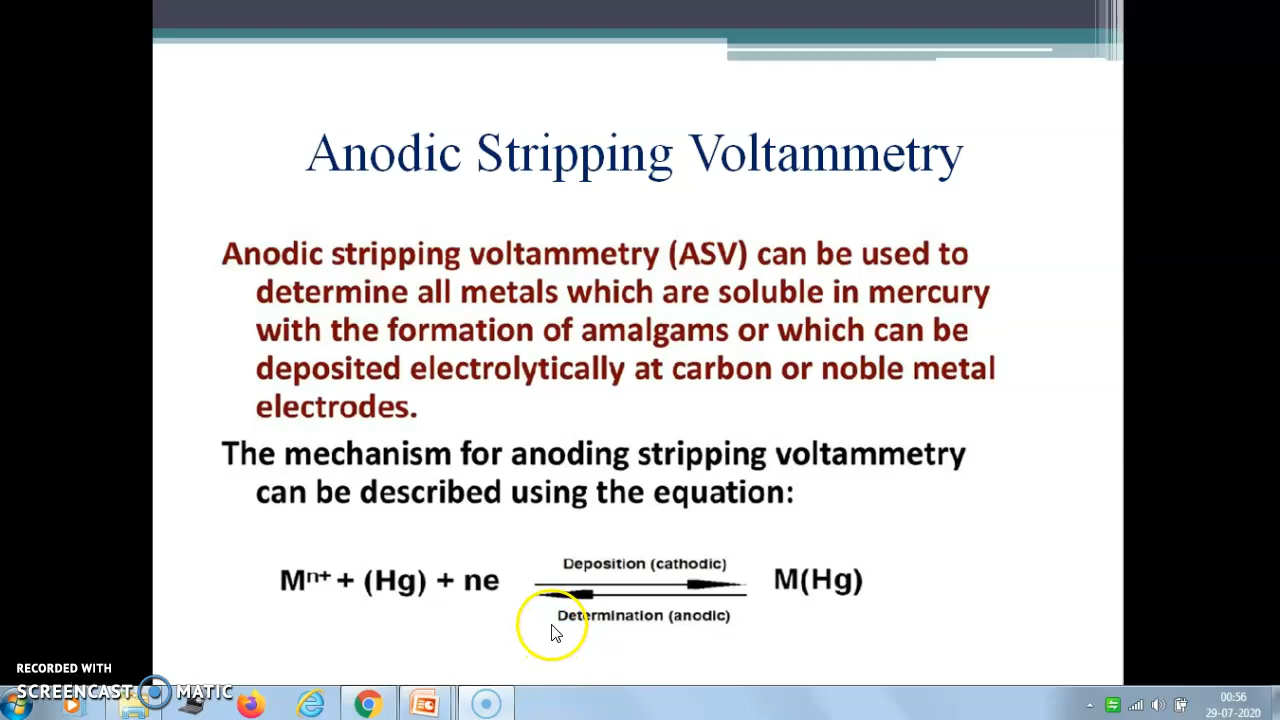 Anodic Stripping Voltammetry
Anodic stripping voltammetry (ASV) can be used to
determine all metals which are soluble in mercury
with the formation of amalgams or which can be
deposited electrolytically at carbon or noble metal
electrodes.
The mechanism for anoding stripping voltammetry
can be described using the equation:
Deposition (cathodic)
Mⁿ⁺ + (Hg) + ne M(Hg)
Determination (anodic)
RECORDED WITH
SCREENCAST MATIC
00:56
29-07-2020